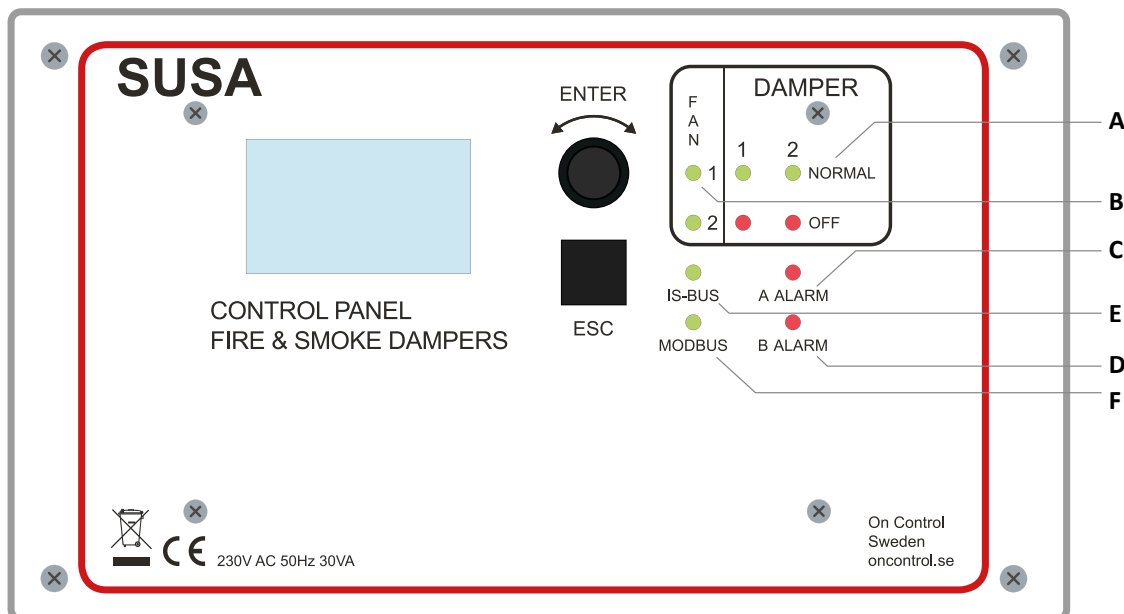 SUSA
ENTER
FAN
DAMPER
1 2
1 NORMAL
2 OFF
IS-BUS A ALARM
MODBUS B ALARM
ESC
CONTROL PANEL
FIRE & SMOKE DAMPERS
A
B
C
E
D
F
CE 230V AC 50Hz 30VA
On Control
Sweden
oncontrol.se